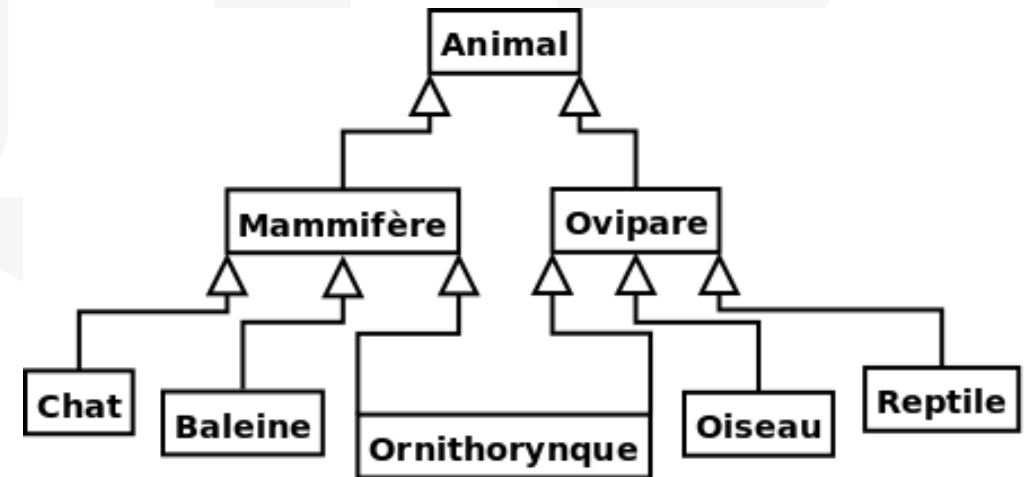 Animal
Mammifère
Ovipare
Chat
Baleine
Ornithorynque
Oiseau
Reptile